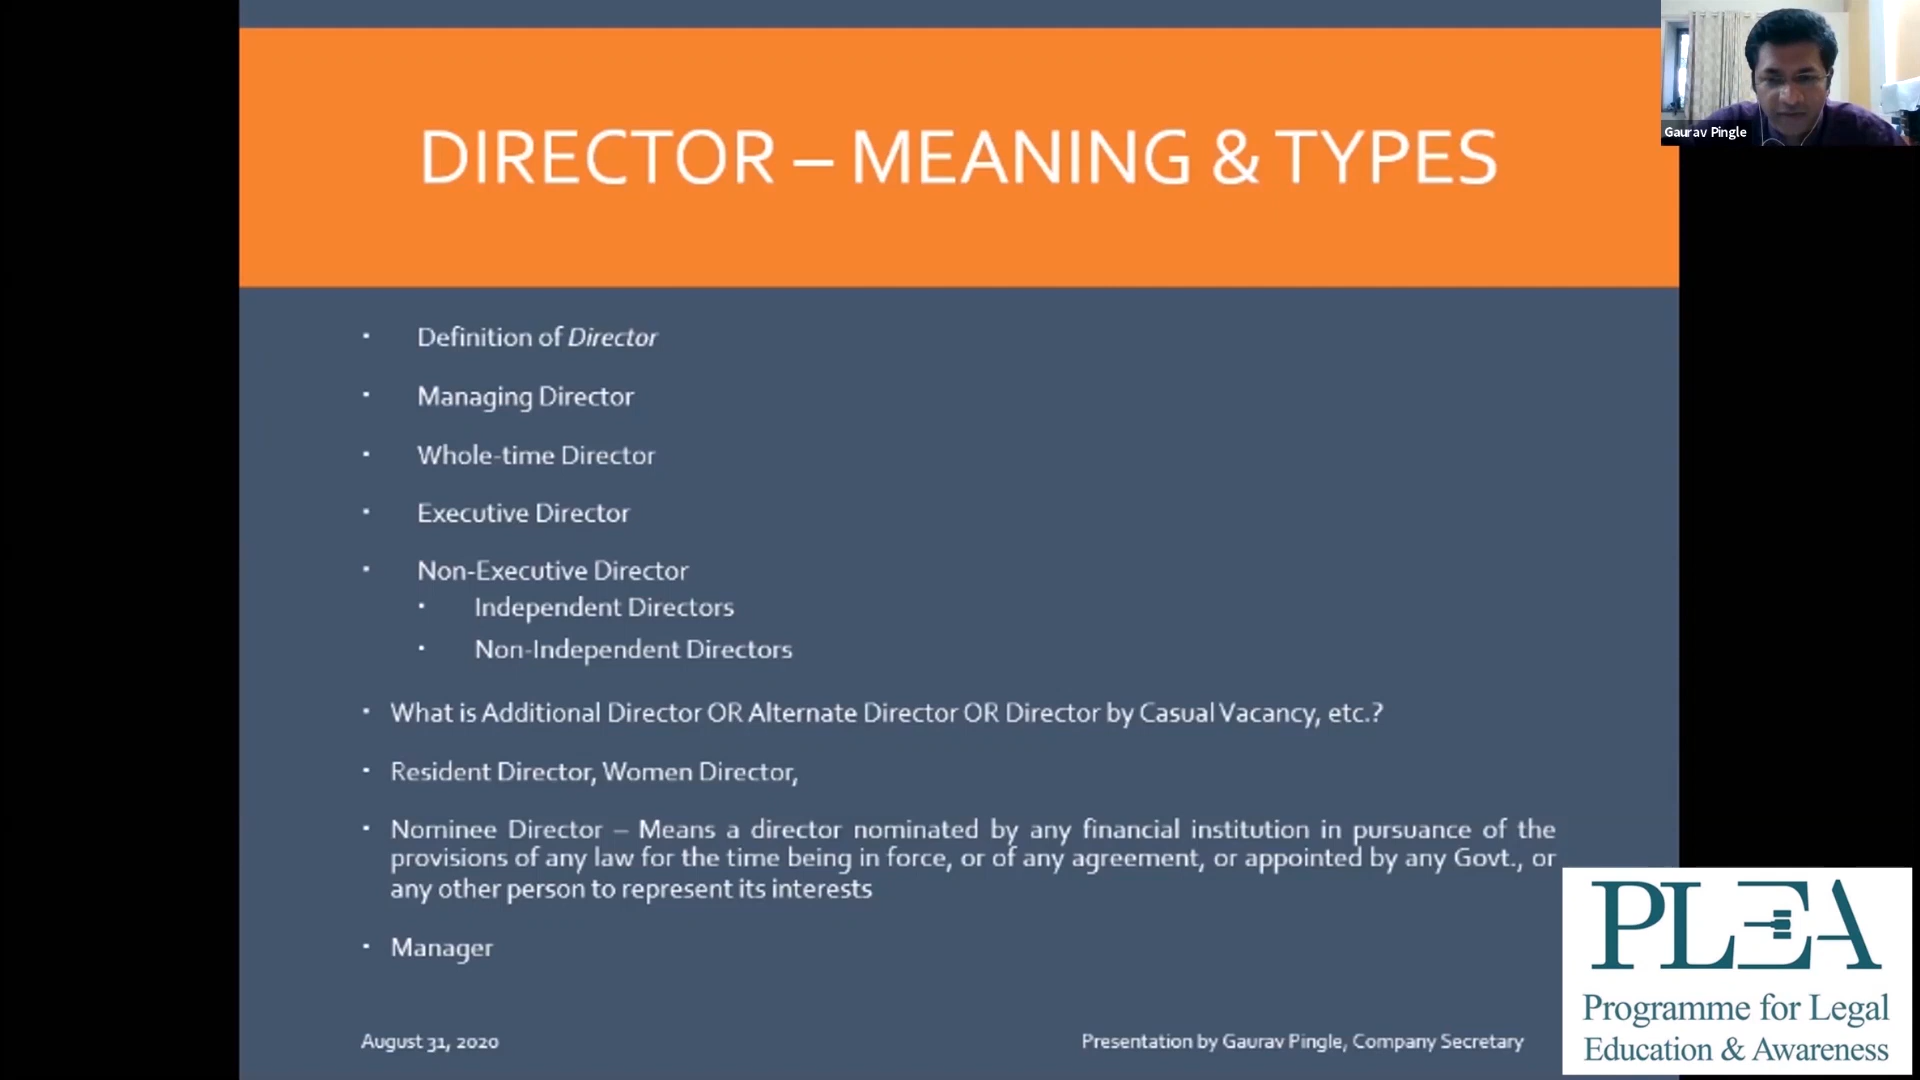 DIRECTOR – MEANING & TYPES
Gaurav Pingle
▪ Definition of Director
▪ Managing Director
▪ Whole-time Director
▪ Executive Director
▪ Non-Executive Director
▪ Independent Directors
▪ Non-Independent Directors
▪ What is Additional Director OR Alternate Director OR Director by Casual Vacancy, etc.?
▪ Resident Director, Women Director,
▪ Nominee Director – Means a director nominated by any financial institution in pursuance of the
provisions of any law for the time being in force, or of any agreement, or appointed by any Govt., or
any other person to represent its interests
▪ Manager
August 31, 2020
Presentation by Gaurav Pingle, Company Secretary
PLEA
Programme for Legal
Education & Awareness